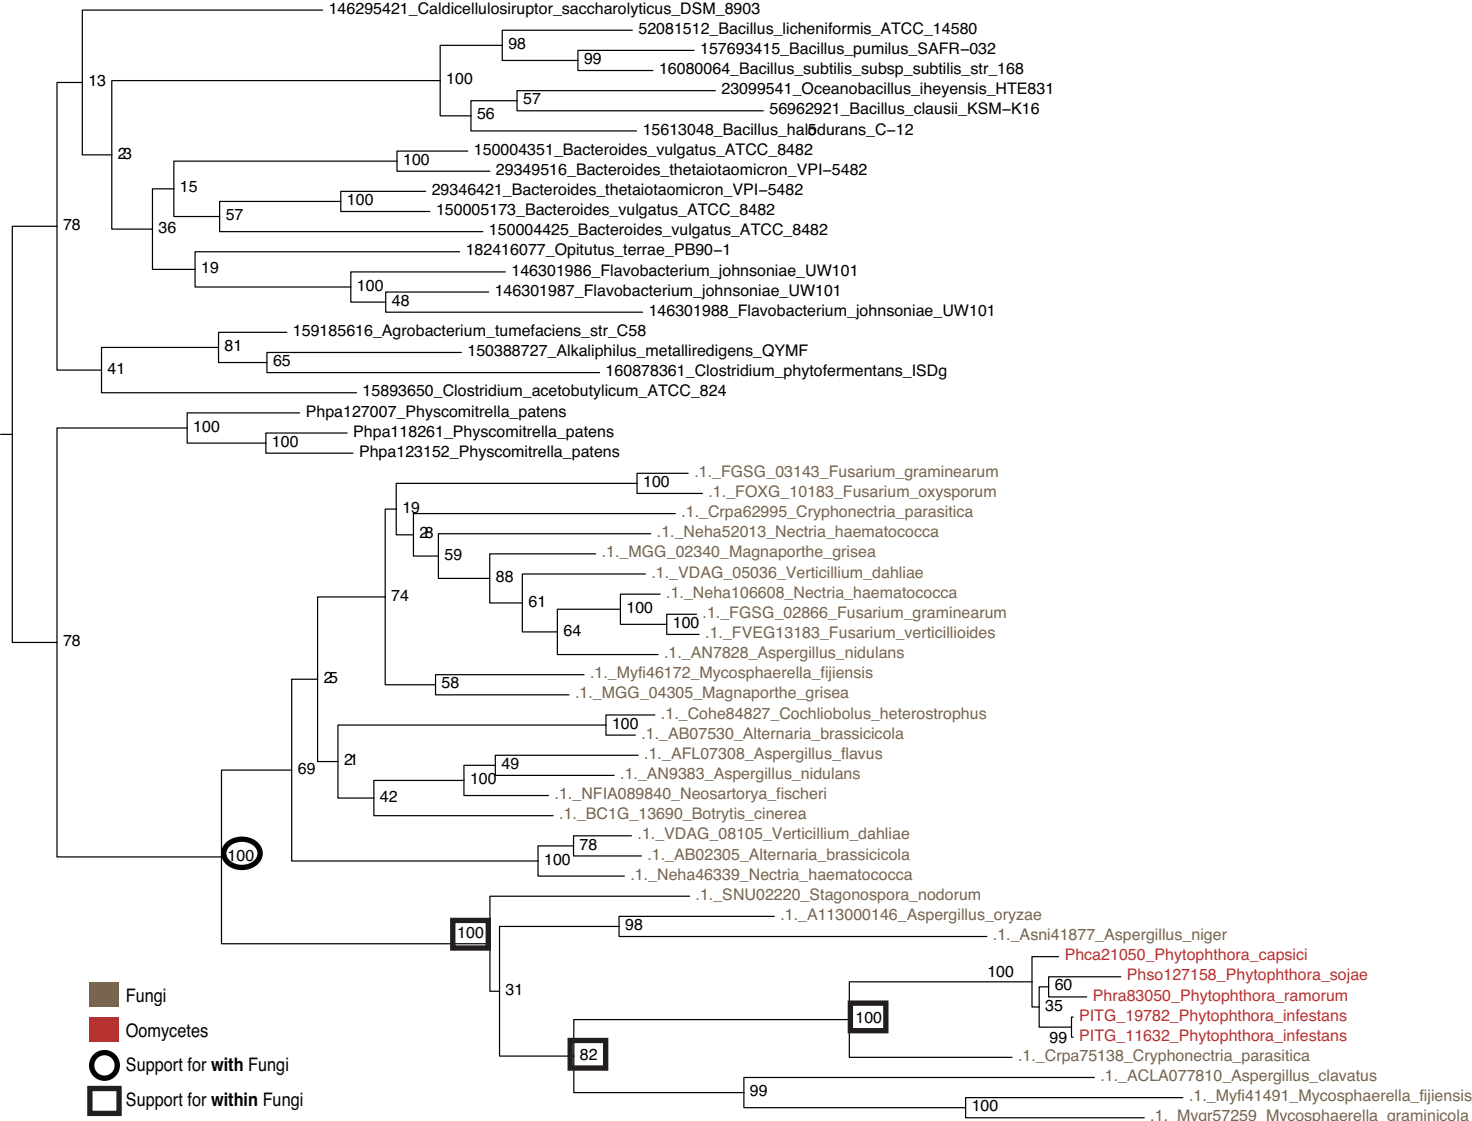 146295421_Caldicellulosiruptor_saccharolyticus_DSM_8903
52081512_Bacillus_licheniformis_ATCC_14580
98
157693415_Bacillus_pumilus_SAFR-032
99
16080064_Bacillus_subtilis_subsp_subtilis_str_168
13
100
23099541_Oceanobacillus_iheyensis_HTE831
57
56962921_Bacillus_clausii_KSM-K16
56
15613048_Bacillus_halodurans_C-12
23
150004351_Bacteroides_vulgatus_ATCC_8482
100
29349516_Bacteroides_thetaiotaomicron_VPI-5482
15
29346421_Bacteroides_thetaiotaomicron_VPI-5482
100
150005173_Bacteroides_vulgatus_ATCC_8482
57
78
36
150004425_Bacteroides_vulgatus_ATCC_8482
182416077_Opitutus_terrae_PB90-1
19
146301986_Flavobacterium_johnsoniae_UW101
100
146301987_Flavobacterium_johnsoniae_UW101
48
146301988_Flavobacterium_johnsoniae_UW101
159185616_Agrobacterium_tumefaciens_str_C58
81
150388727_Alkaliphilus_metalliredigens_QYMF
65
41
160878361_Clostridium_phytofermentans_ISDg
15893650_Clostridium_acetobutylicum_ATCC_824
Phpa127007_Physcomitrella_patens
100
Phpa118261_Physcomitrella_patens
100
Phpa123152_Physcomitrella_patens
.1._FGSG_03143_Fusarium_graminearum
100
.1._FOXG_10183_Fusarium_oxysporum
19
.1._Crpa62995_Cryphonectria_parasitica
28
.1._Neha52013_Nectria_haematococca
59
.1._MGG_02340_Magnaporthe_grisea
88
.1._VDAG_05036_Verticillium_dahliae
74
61
.1._Neha106608_Nectria_haematococca
100
.1._FGSG_02866_Fusarium_graminearum
100
64
.1._FVEG13183_Fusarium_verticillioides
78
.1._AN7828_Aspergillus_nidulans
25
.1._Myfi46172_Mycosphaerella_fijiensis
58
.1._MGG_04305_Magnaporthe_grisea
.1._Cohe84827_Cochliobolus_heterostrophus
100
.1._AB07530_Alternaria_brassicicola
21
.1._AFL07308_Aspergillus_flavus
49
69
100
.1._AN9383_Aspergillus_nidulans
42
.1._NFIA089840_Neosartorya_fischeri
.1._BC1G_13690_Botrytis_cinerea
.1._VDAG_08105_Verticillium_dahliae
78
100
100
.1._AB02305_Alternaria_brassicicola
.1._Neha46339_Nectria_haematococca
.1._SNU02220_Stagonospora_nodorum
.1._A113000146_Aspergillus_oryzae
98
100
.1._Asni41877_Aspergillus_niger
Phca21050_Phytophthora_capsici
100
Phso127158_Phytophthora_sojae
60
31
Phra83050_Phytophthora_ramorum
35
100
PITG_19782_Phytophthora_infestans
99
PITG_11632_Phytophthora_infestans
82
.1._Crpa75138_Cryphonectria_parasitica
.1._ACLA077810_Aspergillus_clavatus
99
.1._Myfi41491_Mycosphaerella_fijiensis
100
.1._Mygr57259_Mycosphaerella_graminicola
Fungi
Oomycetes
Support for with Fungi
Support for within Fungi